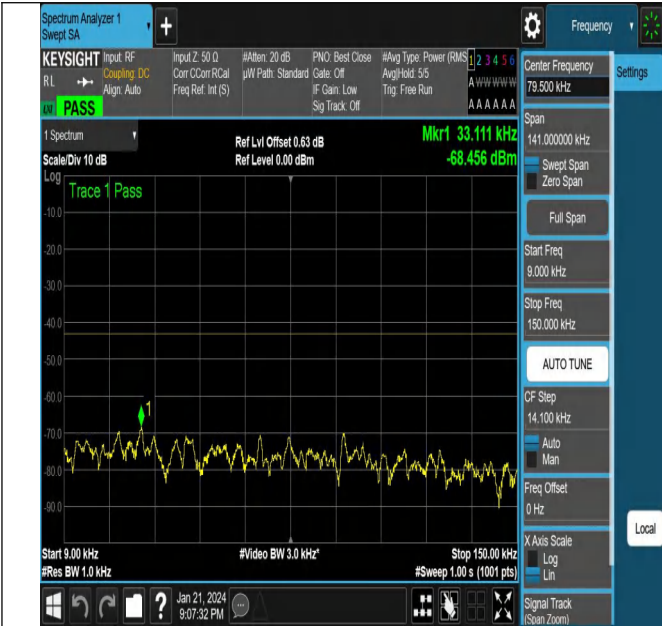 Spectrum Analyzer 1
Swept SA
Frequency
KEYSIGHT
RL
PASS
Input: RF
Coupling: DC
Align: Auto
Input Z: 50 Ω
Corr CCorr RCal
Freq Ref: Int (S)
#Atten: 20 dB
µW Path: Standard
PNO: Best Close
Gate: Off
IF Gain: Low
Sig Track: Off
#Avg Type: Power (RMS
Avg|Hold: 5/5
Trig: Free Run
1 2 3 4 5 6
A W W W W W
A A A A A A
1 Spectrum
Scale/Div 10 dB
Ref Lvl Offset 0.63 dB
Ref Level 0.00 dBm
Mkr1 33.111 kHz
-68.456 dBm
Log
Trace 1 Pass
-10.0
-20.0
-30.0
-40.0
-50.0
-60.0
-70.0
-80.0
-90.0
1
Start 9.00 kHz
#Res BW 1.0 kHz
#Video BW 3.0 kHz*
Stop 150.00 kHz
#Sweep 1.00 s (1001 pts)
Jan 21, 2024
9:07:32 PM
Center Frequency
79.500 kHz
Span
141.000000 kHz
Swept Span
Zero Span
Full Span
Start Freq
9.000 kHz
Stop Freq
150.000 kHz
AUTO TUNE
CF Step
14.100 kHz
Auto
Man
Freq Offset
0 Hz
X Axis Scale
Log
Lin
Signal Track
(Span Zoom)
Settings
Local